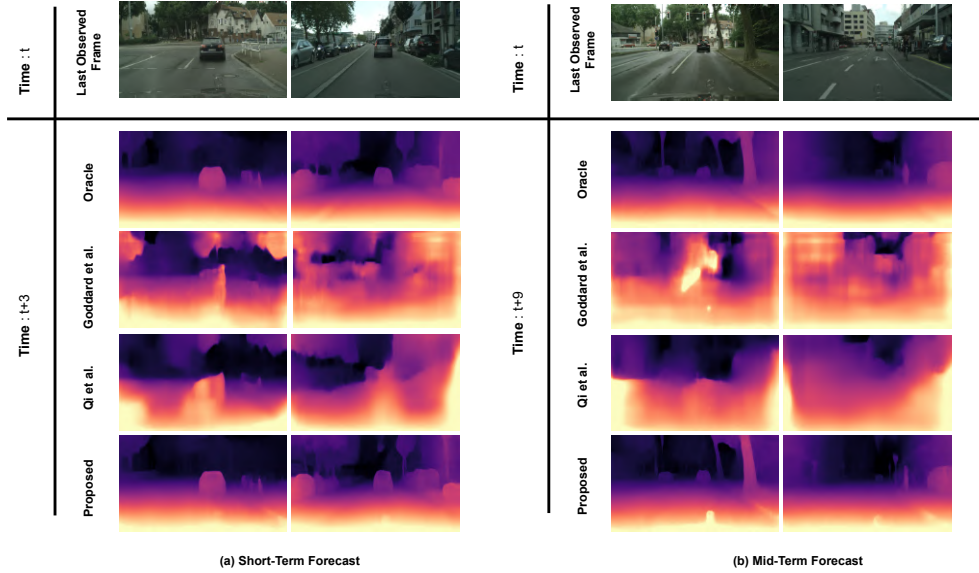 Time : t
Last Observed
Frame
Time : t
Last Observed
Frame
Time : t+3
Oracle
Goddard et al.
Qi et al.
Proposed
Time : t+9
Oracle
Goddard et al.
Qi et al.
Proposed
(a) Short-Term Forecast
(b) Mid-Term Forecast